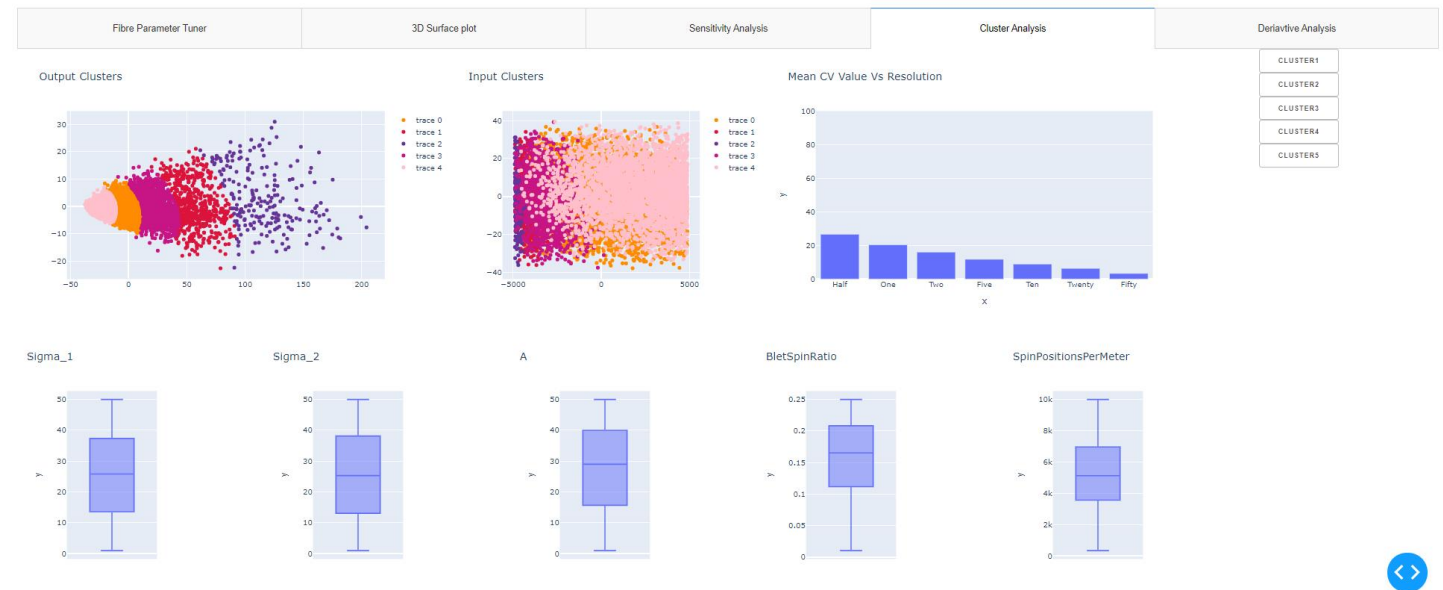 Fibre Parameter Tuner
3D Surface plot
Sensitivity Analysis
Cluster Analysis
Deriavtive Analysis
CLUSTER1
CLUSTER2
CLUSTER3
CLUSTER4
CLUSTER5
Output Clusters
30
20
10
0
−10
−20
−50 0 50 100 150 200
trace 0
trace 1
trace 2
trace 3
trace 4
Input Clusters
40
20
0
−20
−40
−5000 0 5000
trace 0
trace 1
trace 2
trace 3
trace 4
Mean CV Value Vs Resolution
100
80
60
40
20
0
y
Half One Two Five Ten Twenty Fifty
x
Sigma_1
50
40
30
20
10
0
y
Sigma_2
50
40
30
20
10
0
y
A
50
40
30
20
10
0
y
BletSpinRatio
0.25
0.2
0.15
0.1
0.05
0
y
SpinPositionsPerMeter
10k
8k
6k
4k
2k
0
y